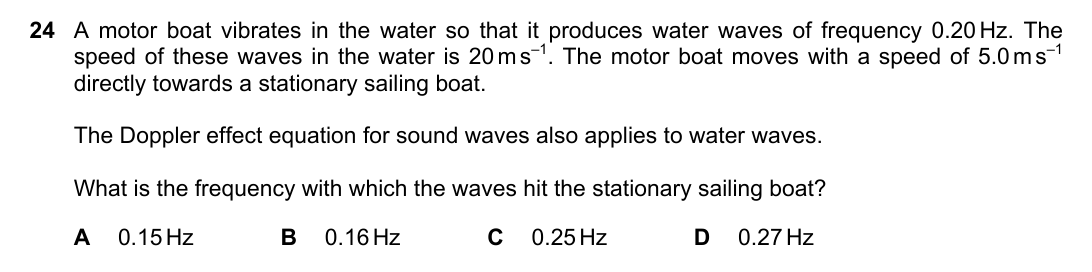 24 A motor boat vibrates in the water so that it produces water waves of frequency 0.20 Hz. The
speed of these waves in the water is 20 m s⁻¹. The motor boat moves with a speed of 5.0 m s⁻¹
directly towards a stationary sailing boat.
The Doppler effect equation for sound waves also applies to water waves.
What is the frequency with which the waves hit the stationary sailing boat?
A 0.15 Hz B 0.16 Hz C 0.25 Hz D 0.27 Hz